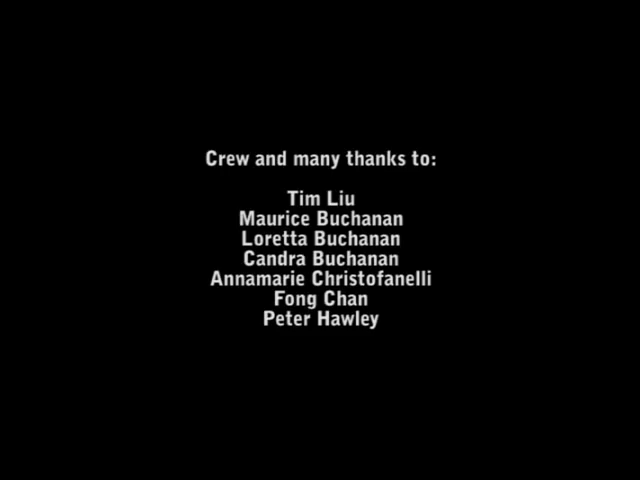 Crew and many thanks to:
Tim Liu
Maurice Buchanan
Loretta Buchanan
Candra Buchanan
Annamarie Christofanelli
Fong Chan
Peter Hawley